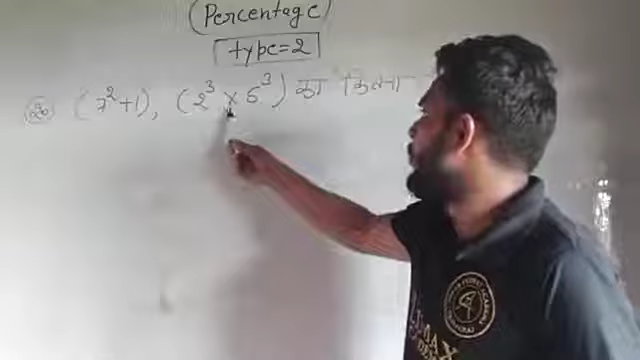 (Percentage)
type=2
(7²+1), (2³ × 5³) का कितना